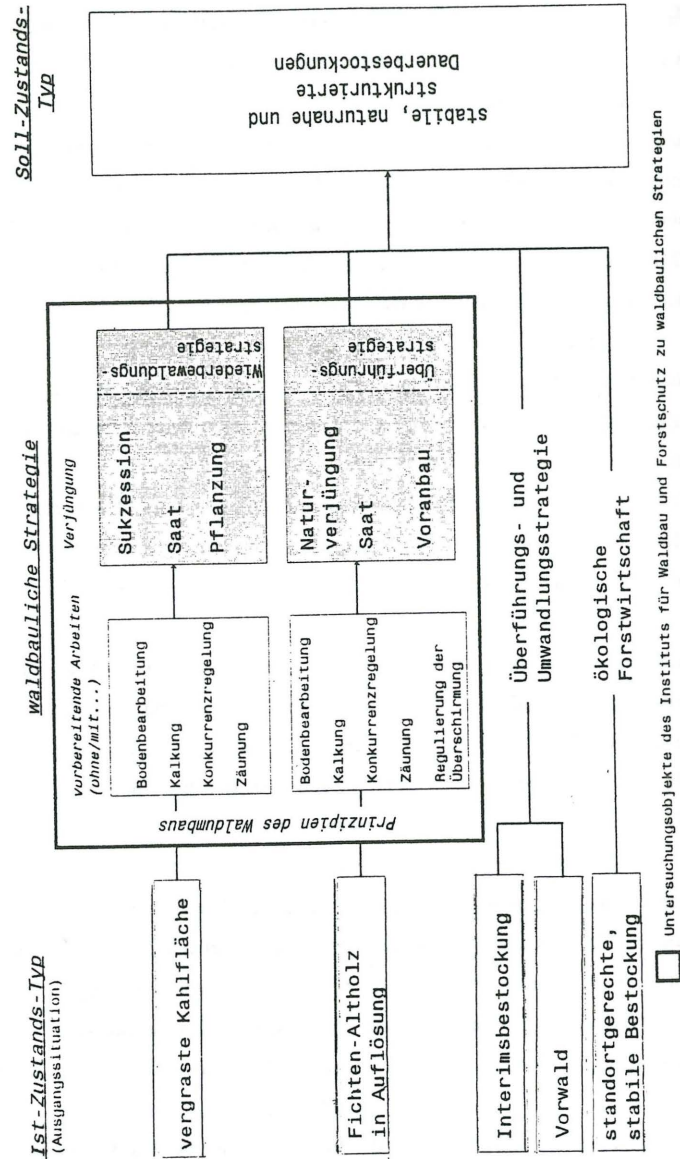 Ist-Zustands-Typ
(Ausgangssituation)
waldbauliche Strategie
Soll-Zustands-
Typ
vorbereitende Arbeiten
(ohne/mit...)
Verjüngung
vergraste Kahlfläche
Prinzipien des Waldumbaus
Bodenbearbeitung
Kalkung
Konkurrenzregelung
Zäunung
Sukzession
Saat
Pflanzung
Wiederbewaldungs-
strategie
Fichten-Altholz
in Auflösung
Bodenbearbeitung
Kalkung
Konkurrenzregelung
Zäunung
Regulierung der
Überschirmung
Natur-
verjüngung
Saat
Voranbau
Überführungs-
strategie
stabile, naturnahe und
strukturierte
Dauerbestockungen
Interimsbestockung
Vorwald
Überführungs- und
Umwandlungsstrategie
standortgerechte,
stabile Bestockung
ökologische
Forstwirtschaft
Untersuchungsobjekte des Instituts für Waldbau und Forstschutz zu waldbaulichen Strategien